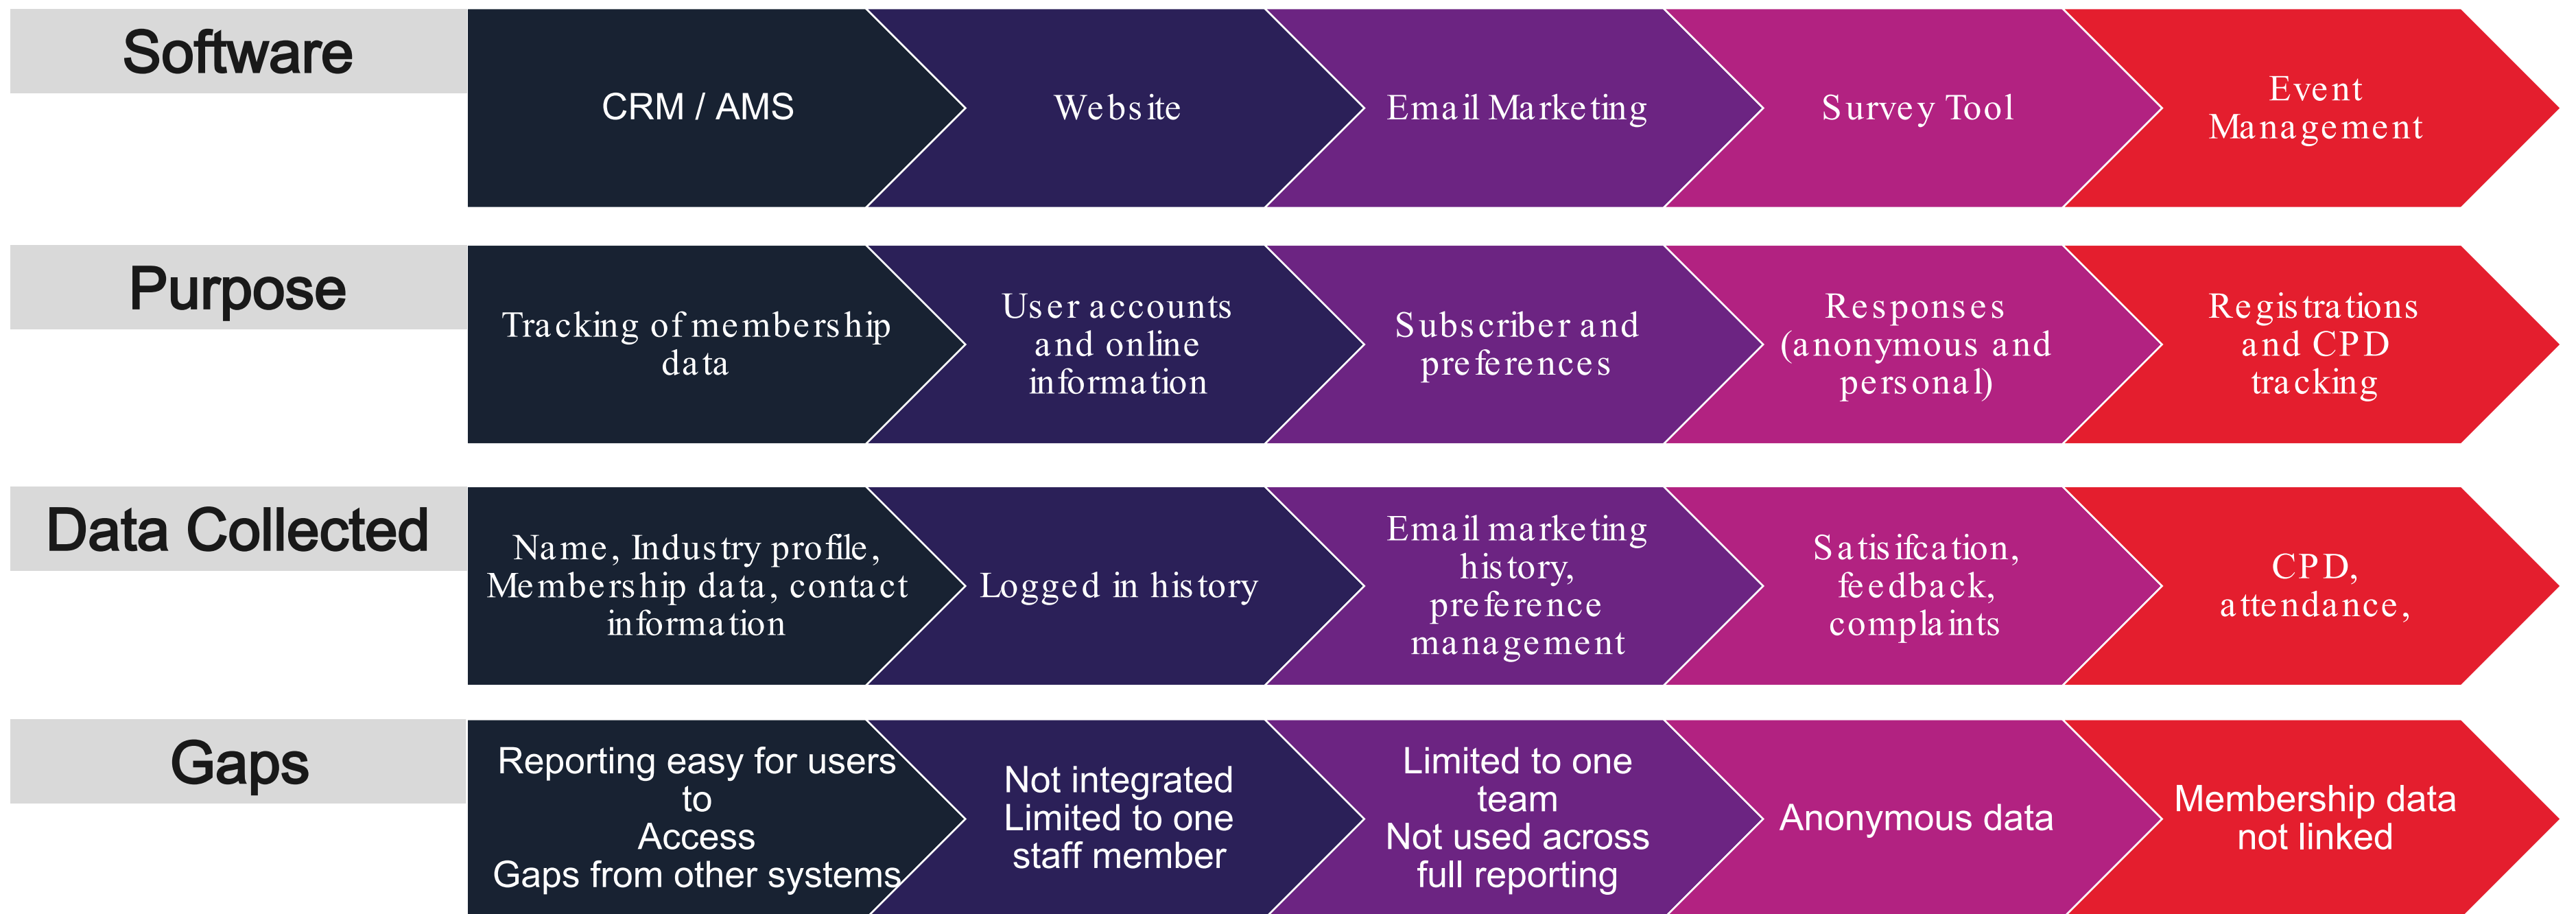 Software
CRM / AMS
Website
Email Marketing
Survey Tool
Event
Management
Purpose
Tracking of membership
data
User accounts
and online
information
Subscriber and
preferences
Responses
(anonymous and
personal)
Registrations
and CPD
tracking
Data Collected
Name, Industry profile,
Membership data, contact
information
Logged in history
Email marketing
history,
preference
management
Satisifcation,
feedback,
complaints
CPD,
attendance,
Gaps
Reporting easy for users
to
Access
Gaps from other systems
Not integrated
Limited to one
staff member
Limited to one
team
Not used across
full reporting
Anonymous data
Membership data
not linked